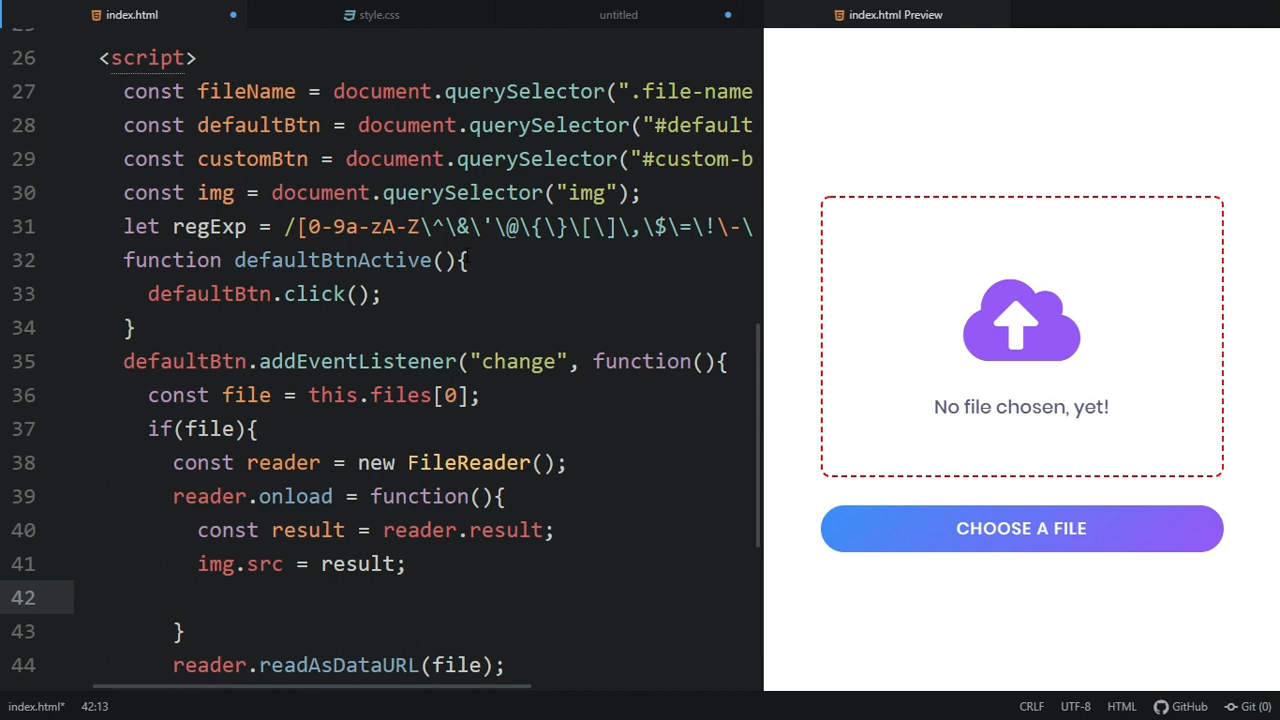 index.html
style.css
untitled
index.html Preview
26 <script>
27 const fileName = document.querySelector(".file-name
28 const defaultBtn = document.querySelector("#default
29 const customBtn = document.querySelector("#custom-b
30 const img = document.querySelector("img");
31 let regExp = /[0-9a-zA-Z\^\&\'\@\{\}\[\]\,\$\=\!\-\
32 function defaultBtnActive(){
33 defaultBtn.click();
34 }
35 defaultBtn.addEventListener("change", function(){
36 const file = this.files[0];
37 if(file){
38 const reader = new FileReader();
39 reader.onload = function(){
40 const result = reader.result;
41 img.src = result;
42
43 }
44 reader.readAsDataURL(file);
No file chosen, yet!
CHOOSE A FILE
index.html* 42:13 CRLF UTF-8 HTML GitHub Git (0)